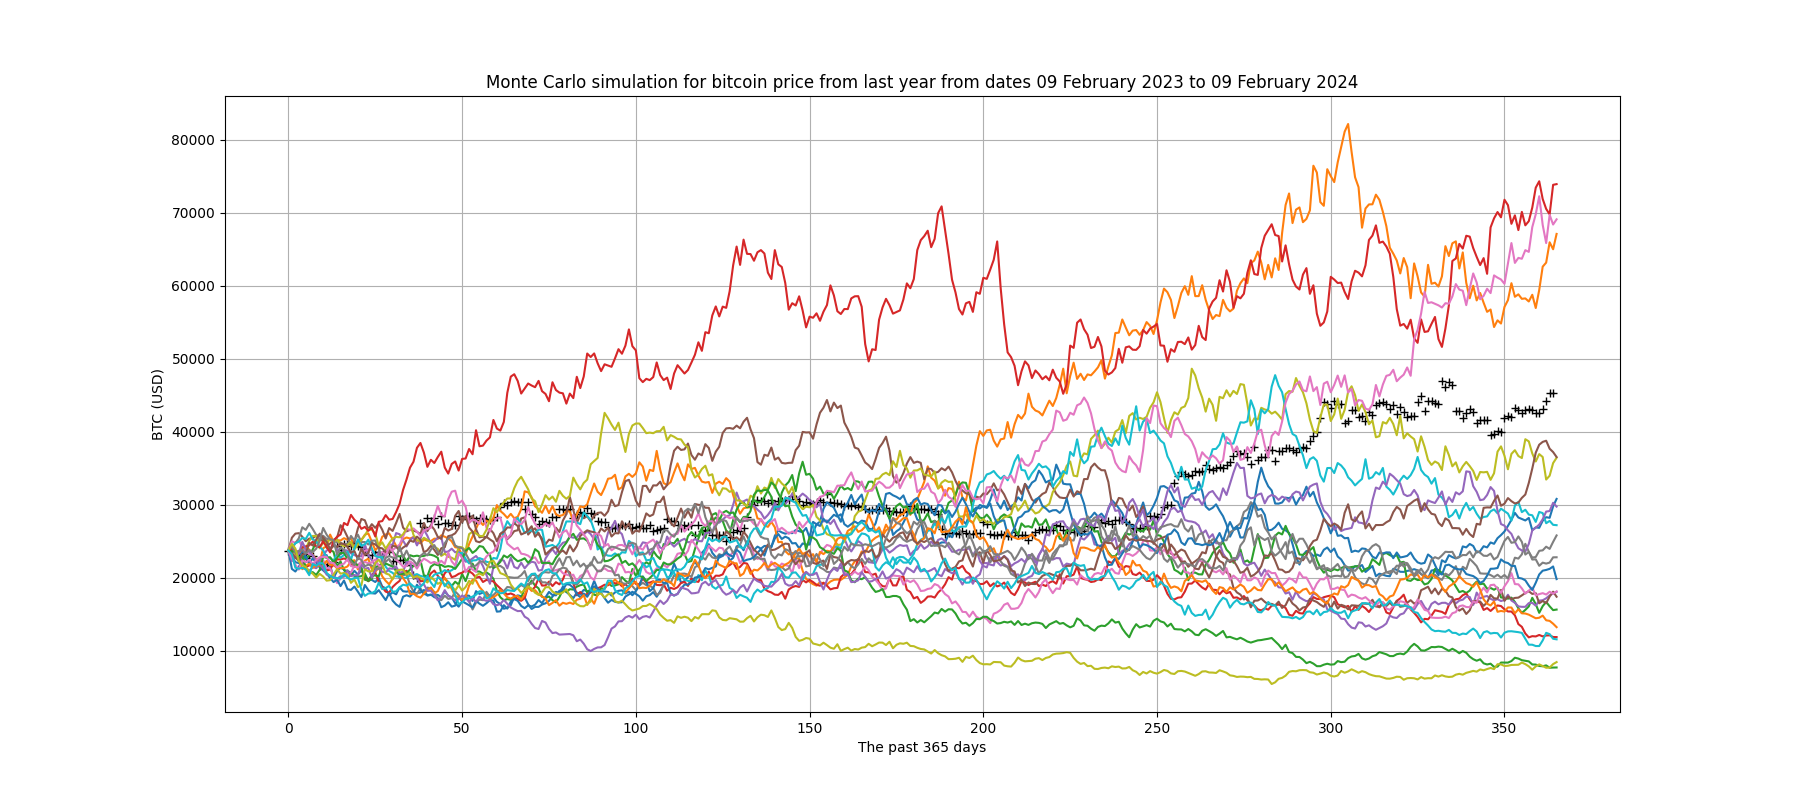 Monte Carlo simulation for bitcoin price from last year from dates 09 February 2023 to 09 February 2024
80000
70000
60000
50000
40000
30000
20000
10000
BTC (USD)
0 50 100 150 200 250 300 350
The past 365 days